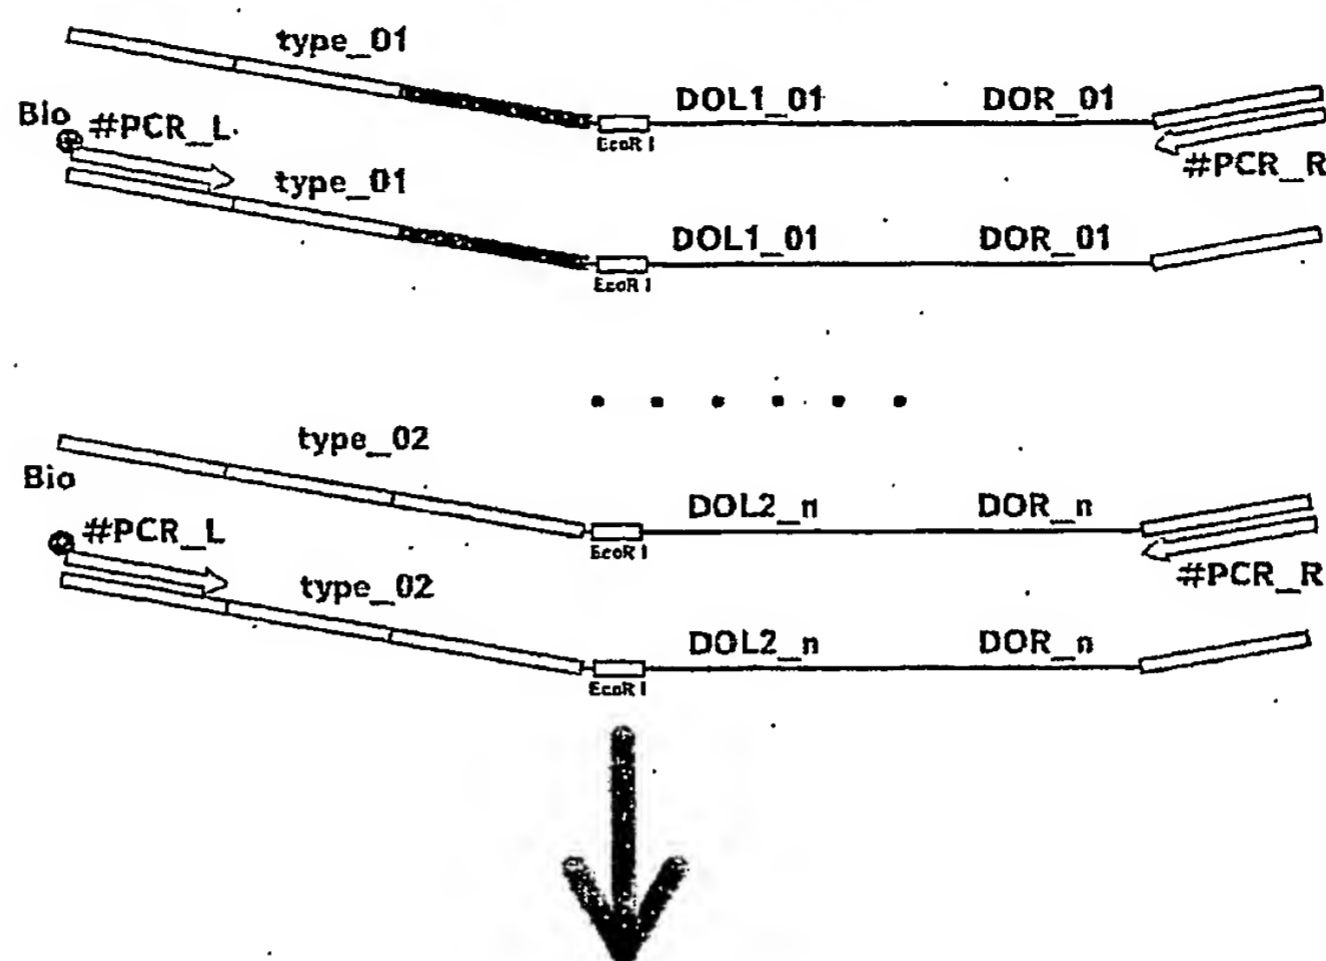 type_01
DOL1_01 DOR_01
Bio #PCR_L
EcoR I
#PCR_R
type_01
DOL1_01 DOR_01
EcoR I
type_02
Bio
DOL2_n DOR_n
#PCR_L
EcoR I
#PCR_R
type_02
DOL2_n DOR_n
EcoR I